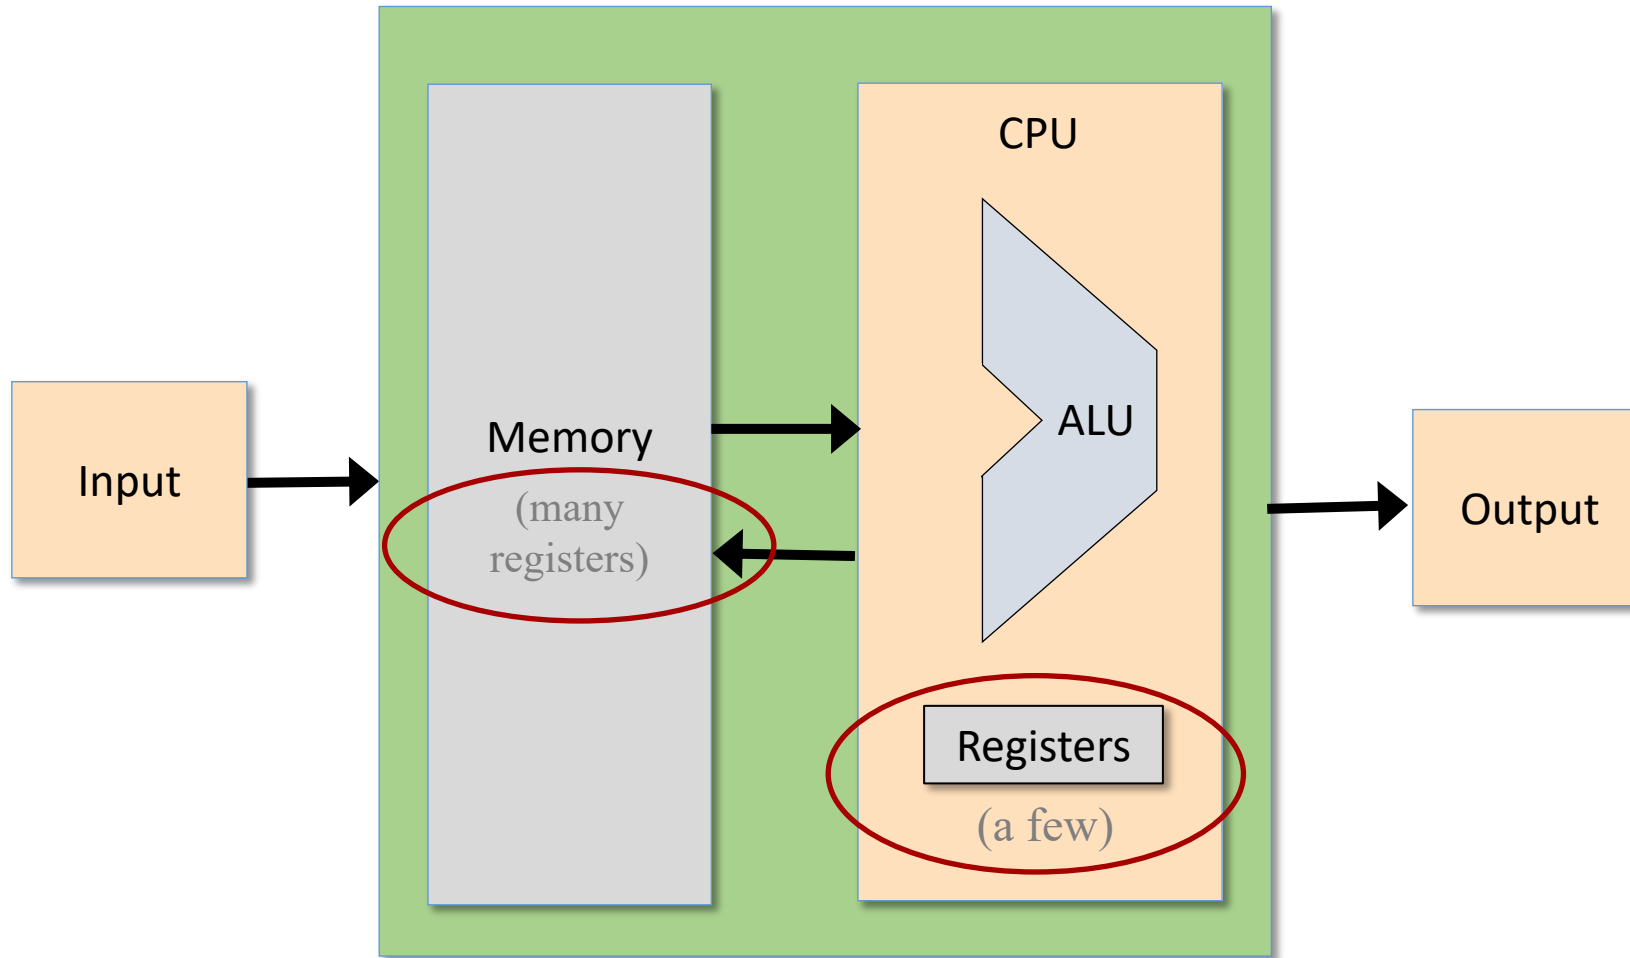 CPU
ALU
Memory
(many
registers)
Input
Output
Registers
(a few)